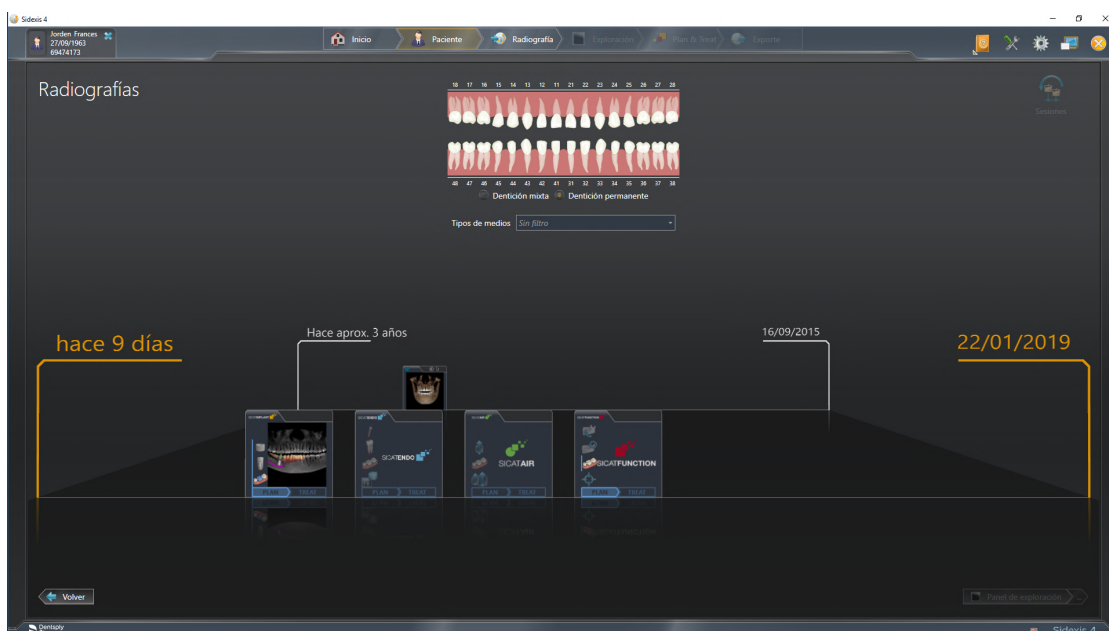 Sidexis 4
Jorden Frances
27/09/1963
69474173
Inicio
Paciente
Radiografía
Exploración
Plan & Treat
Exporte
Radiografías
Sesiones
18 17 16 15 14 13 12 11 21 22 23 24 25 26 27 28
48 47 46 45 44 43 42 41 31 32 33 34 35 36 37 38
Dentición mixta
Dentición permanente
Tipos de medios
Sin filtro
hace 9 días
Hace aprox. 3 años
16/09/2015
22/01/2019
SICATENDO
SICATAIR
SICATFUNCTION
SICATENDO
SICATAIR
SICATFUNCTION
PLAN TREAT
PLAN TREAT
PLAN TREAT
PLAN TREAT
Volver
Panel de exploración
Dentsply
Sidexis 4